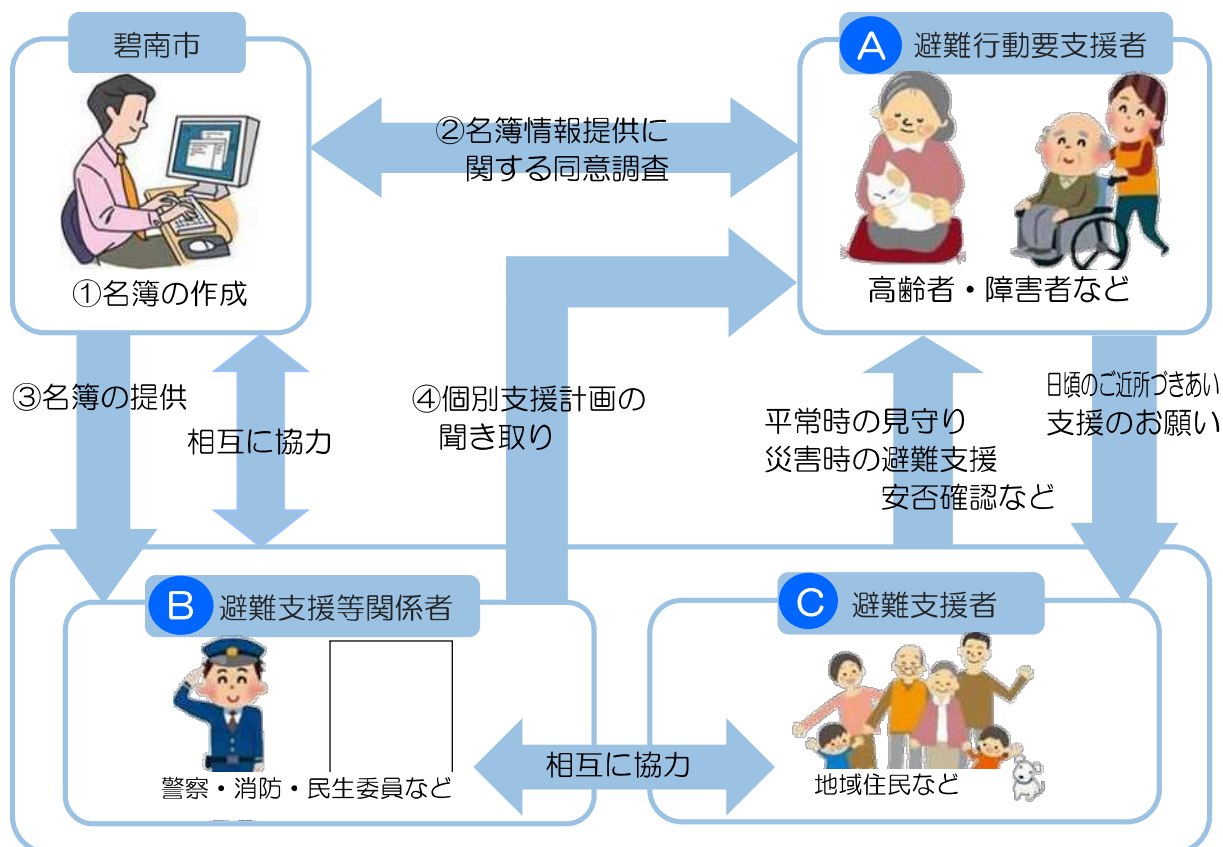 碧南市
①名簿の作成
②名簿情報提供に
関する同意調査
A 避難行動要支援者
高齢者・障害者など
③名簿の提供
相互に協力
④個別支援計画の
聞き取り
平常時の見守り
災害時の避難支援
安否確認など
日頃のご近所づきあい
支援のお願い
B 避難支援等関係者
警察・消防・民生委員など
相互に協力
C 避難支援者
地域住民など